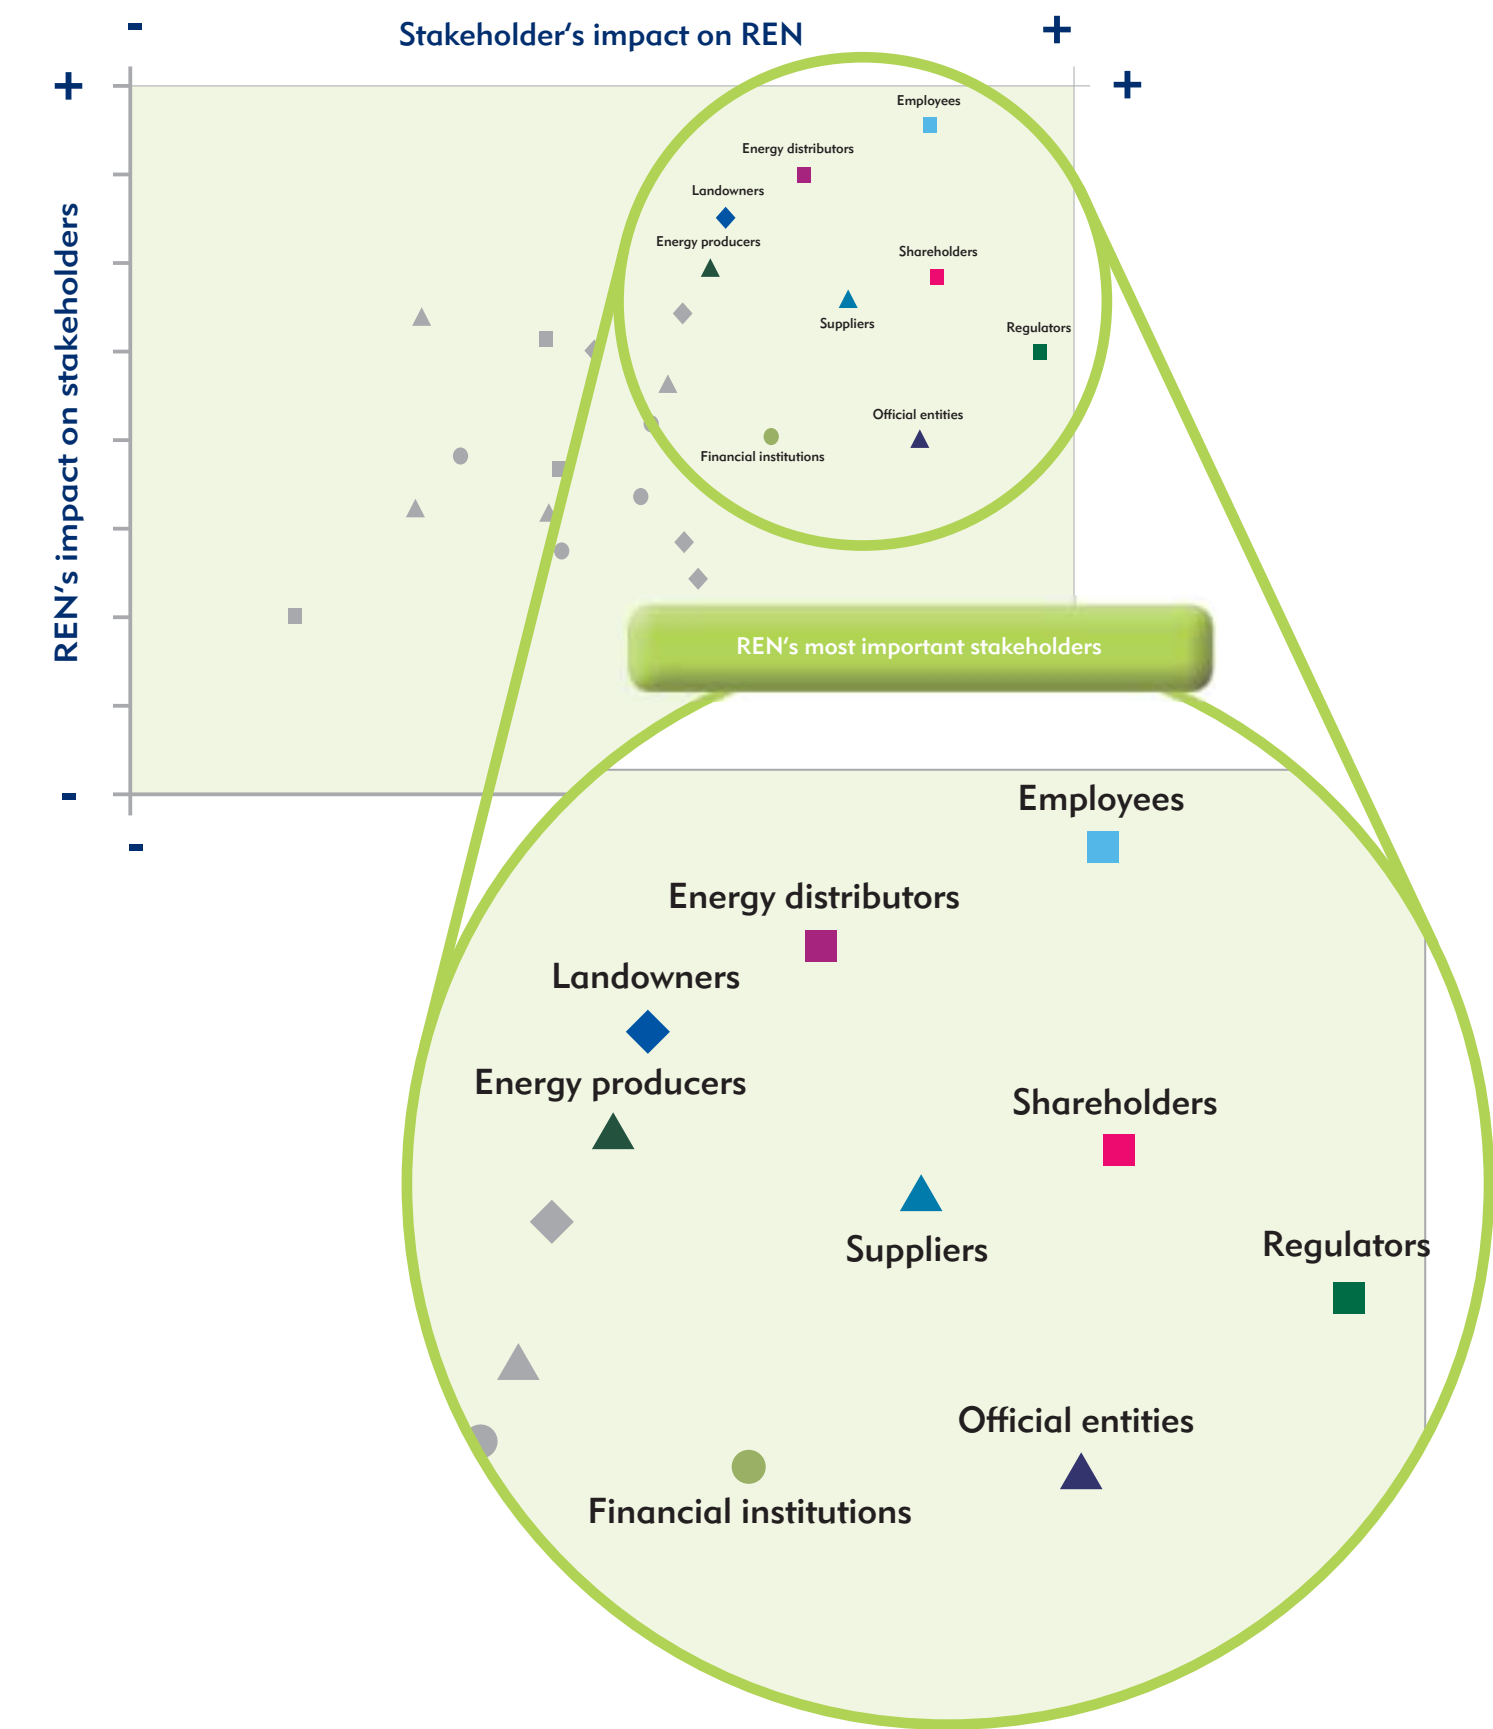 -
Stakeholder‘s impact on REN
+
+
+
REN‘s impact on stakeholders
Employees
Energy distributors
Landowners
Energy producers
Shareholders
Suppliers
Regulators
Official entities
Financial institutions
REN‘s most important stakeholders
-
-
Employees
Energy distributors
Landowners
Energy producers
Shareholders
Suppliers
Regulators
Official entities
Financial institutions